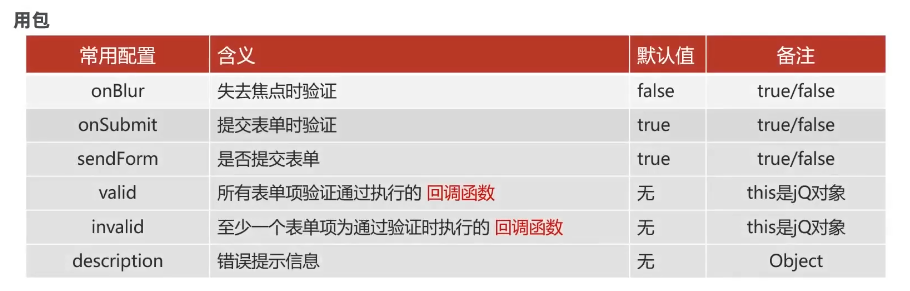 用包
常用配置 含义 默认值 备注
onBlur 失去焦点时验证 false true/false
onSubmit 提交表单时验证 true true/false
sendForm 是否提交表单 true true/false
valid 所有表单项验证通过执行的 回调函数 无 this是jQ对象
invalid 至少一个表单项为通过验证时执行的 回调函数 无 this是jQ对象
description 错误提示信息 无 Object